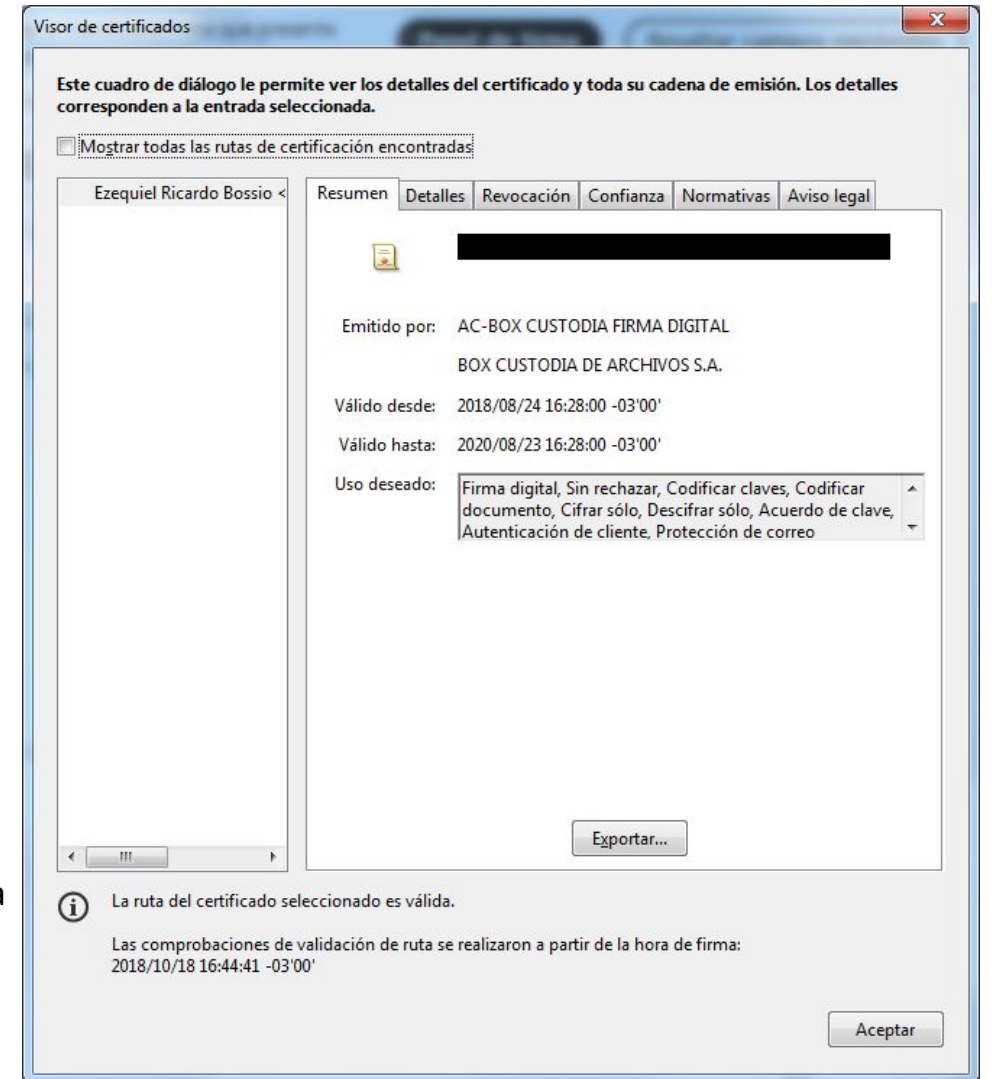 Visor de certificados
Este cuadro de diálogo le permite ver los detalles del certificado y toda su cadena de emisión. Los detalles
corresponden a la entrada seleccionada.
Mostrar todas las rutas de certificación encontradas
Ezequiel Ricardo Bossio <
Resumen Detalles Revocación Confianza Normativas Aviso legal
Emitido por: AC-BOX CUSTODIA FIRMA DIGITAL
BOX CUSTODIA DE ARCHIVOS S.A.
Válido desde: 2018/08/24 16:28:00 -03'00'
Válido hasta: 2020/08/23 16:28:00 -03'00'
Uso deseado: Firma digital, Sin rechazar, Codificar claves, Codificar
documento, Cifrar sólo, Descifrar sólo, Acuerdo de clave,
Autenticación de cliente, Protección de correo
Exportar...
a
La ruta del certificado seleccionado es válida.
Las comprobaciones de validación de ruta se realizaron a partir de la hora de firma:
2018/10/18 16:44:41 -03'00'
Aceptar